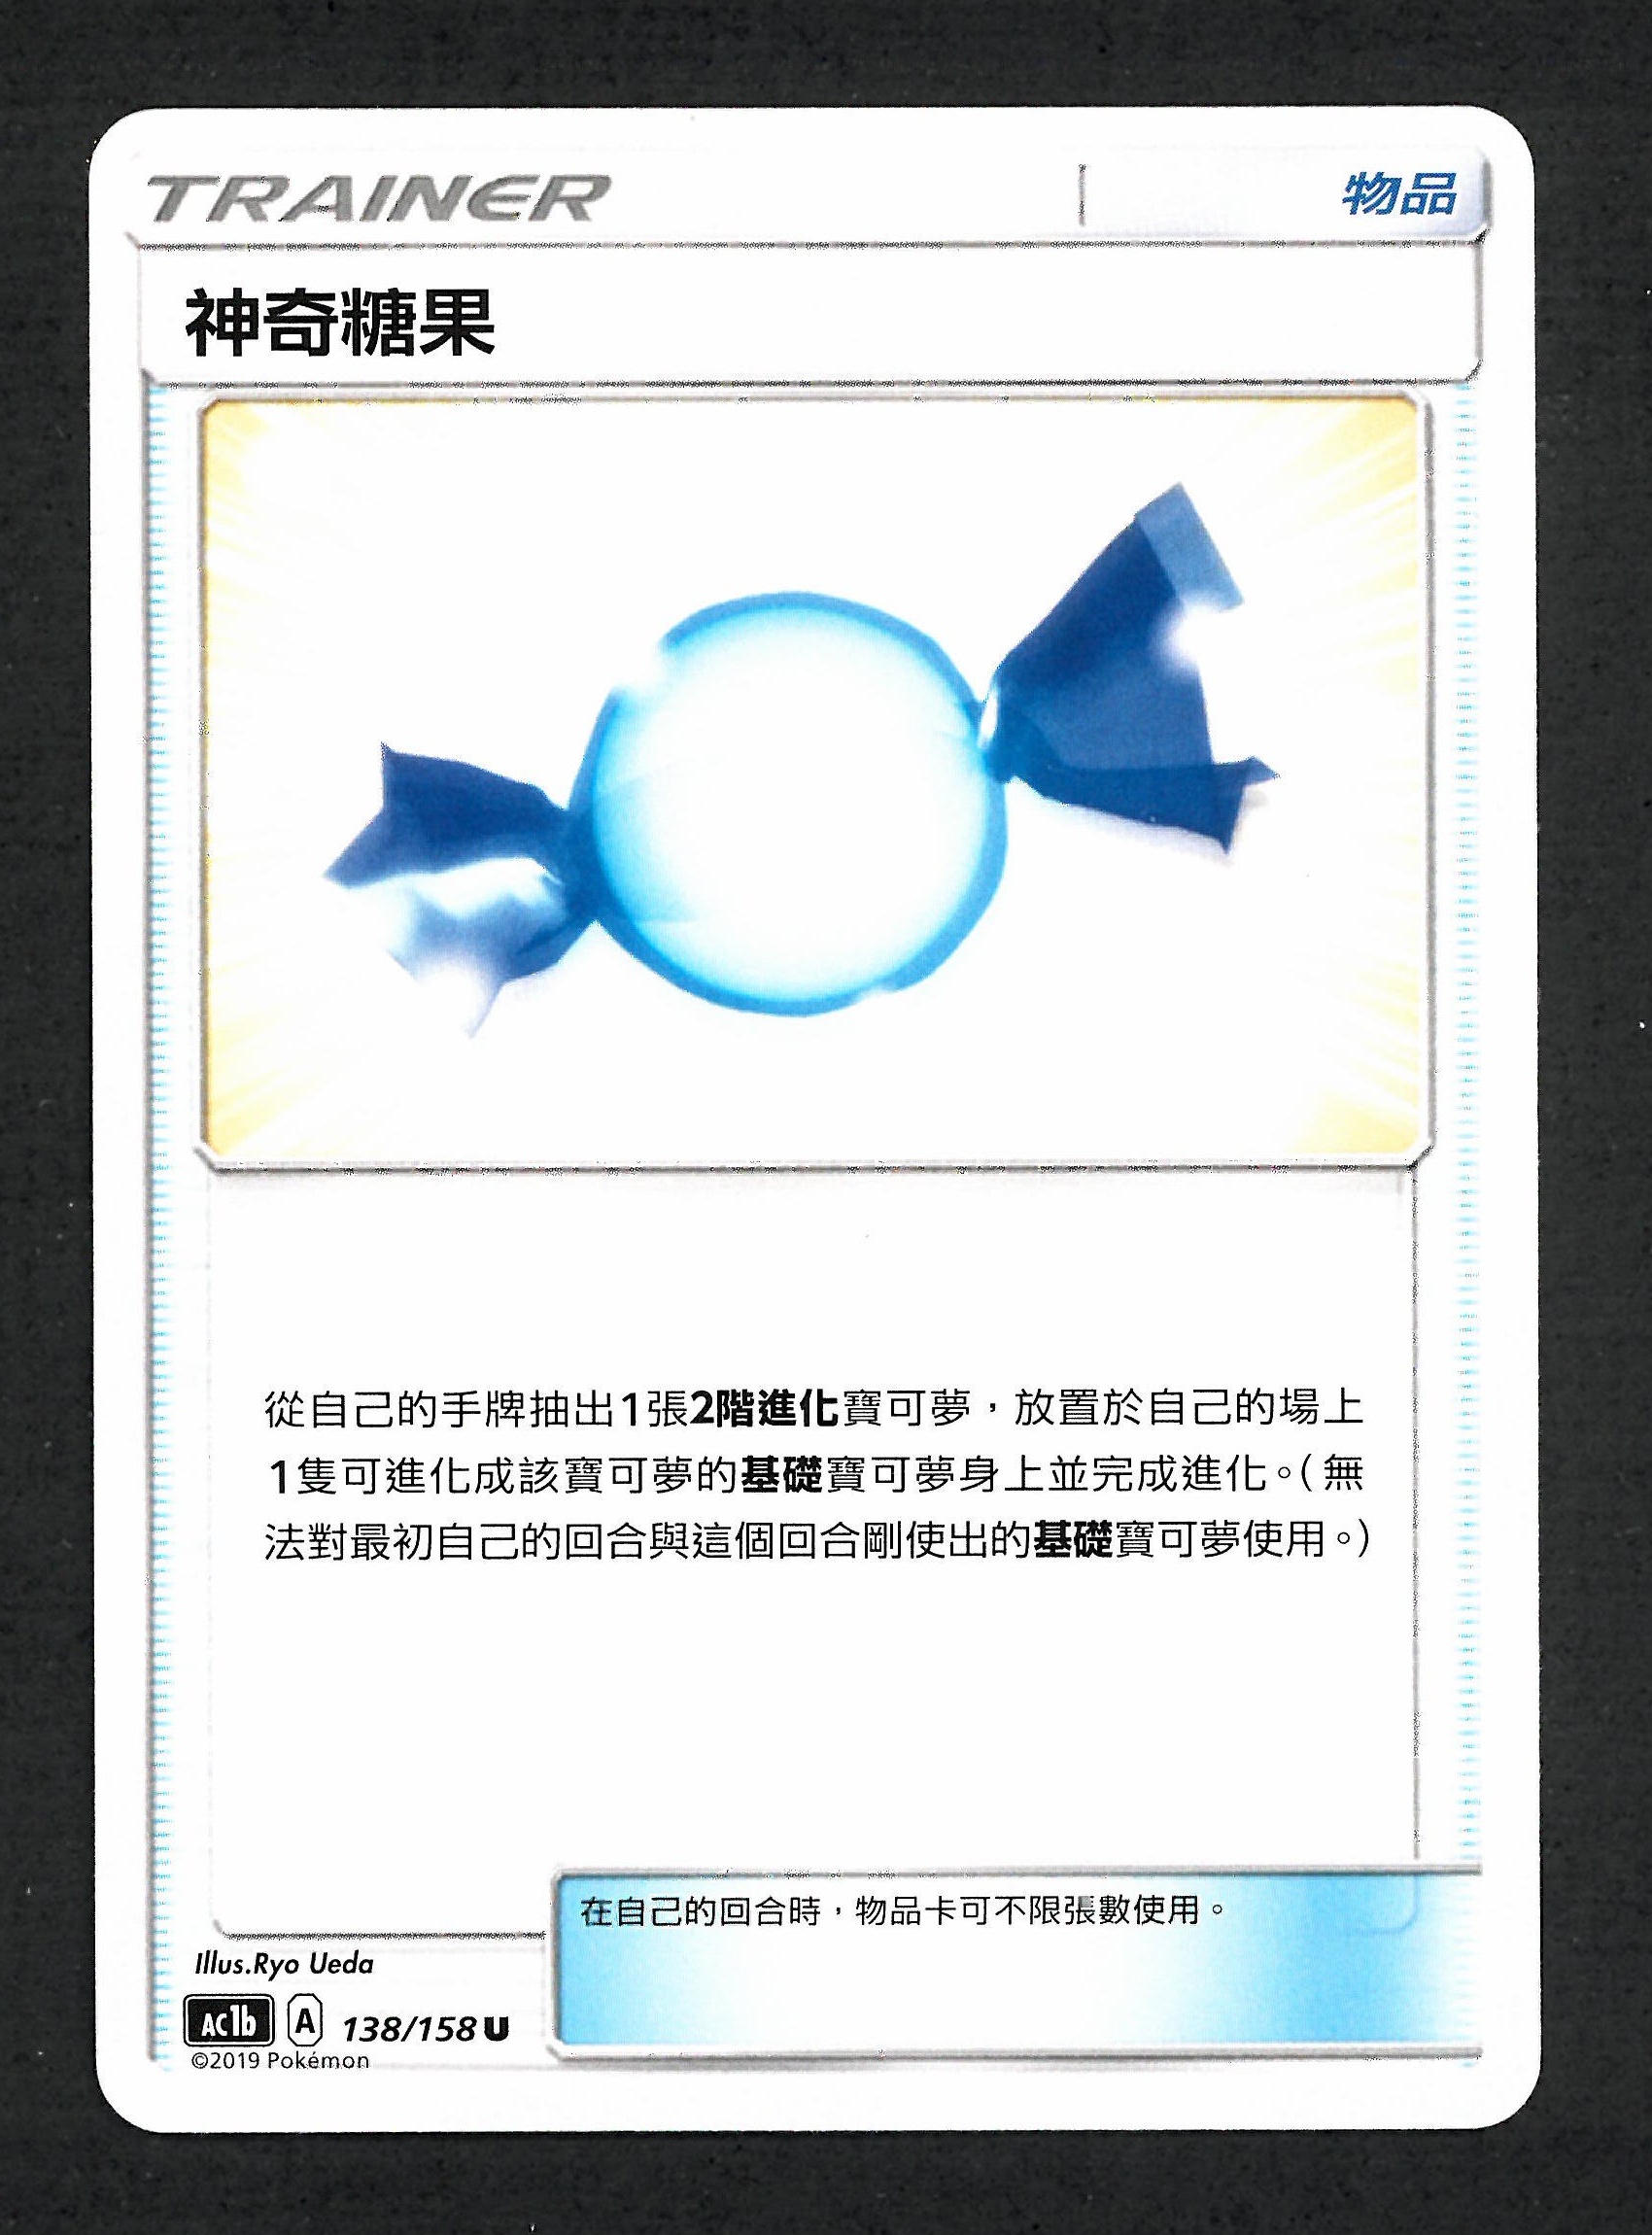 TRAINER
物品
神奇糖果
從自己的手牌抽出1張2階進化寶可夢，放置於自己的場上
1隻可進化成該寶可夢的基礎寶可夢身上並完成進化。(無
法對最初自己的回合與這個回合剛使出的基礎寶可夢使用。)
在自己的回合時，物品卡可不限張數使用。
Illus.Ryo Ueda
AC1b A 138/158 U
©2019 Pokémon